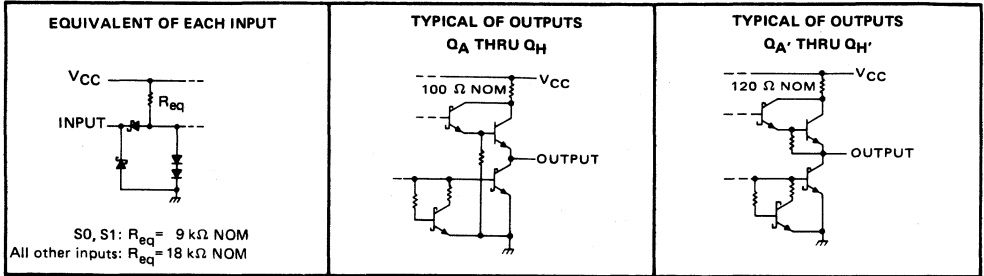 EQUIVALENT OF EACH INPUT
VCC
Req
INPUT
S0, S1: Req = 9 kΩ NOM
All other inputs: Req = 18 kΩ NOM
TYPICAL OF OUTPUTS
QA THRU QH
VCC
100 Ω NOM
OUTPUT
TYPICAL OF OUTPUTS
QA' THRU QH'
VCC
120 Ω NOM
OUTPUT